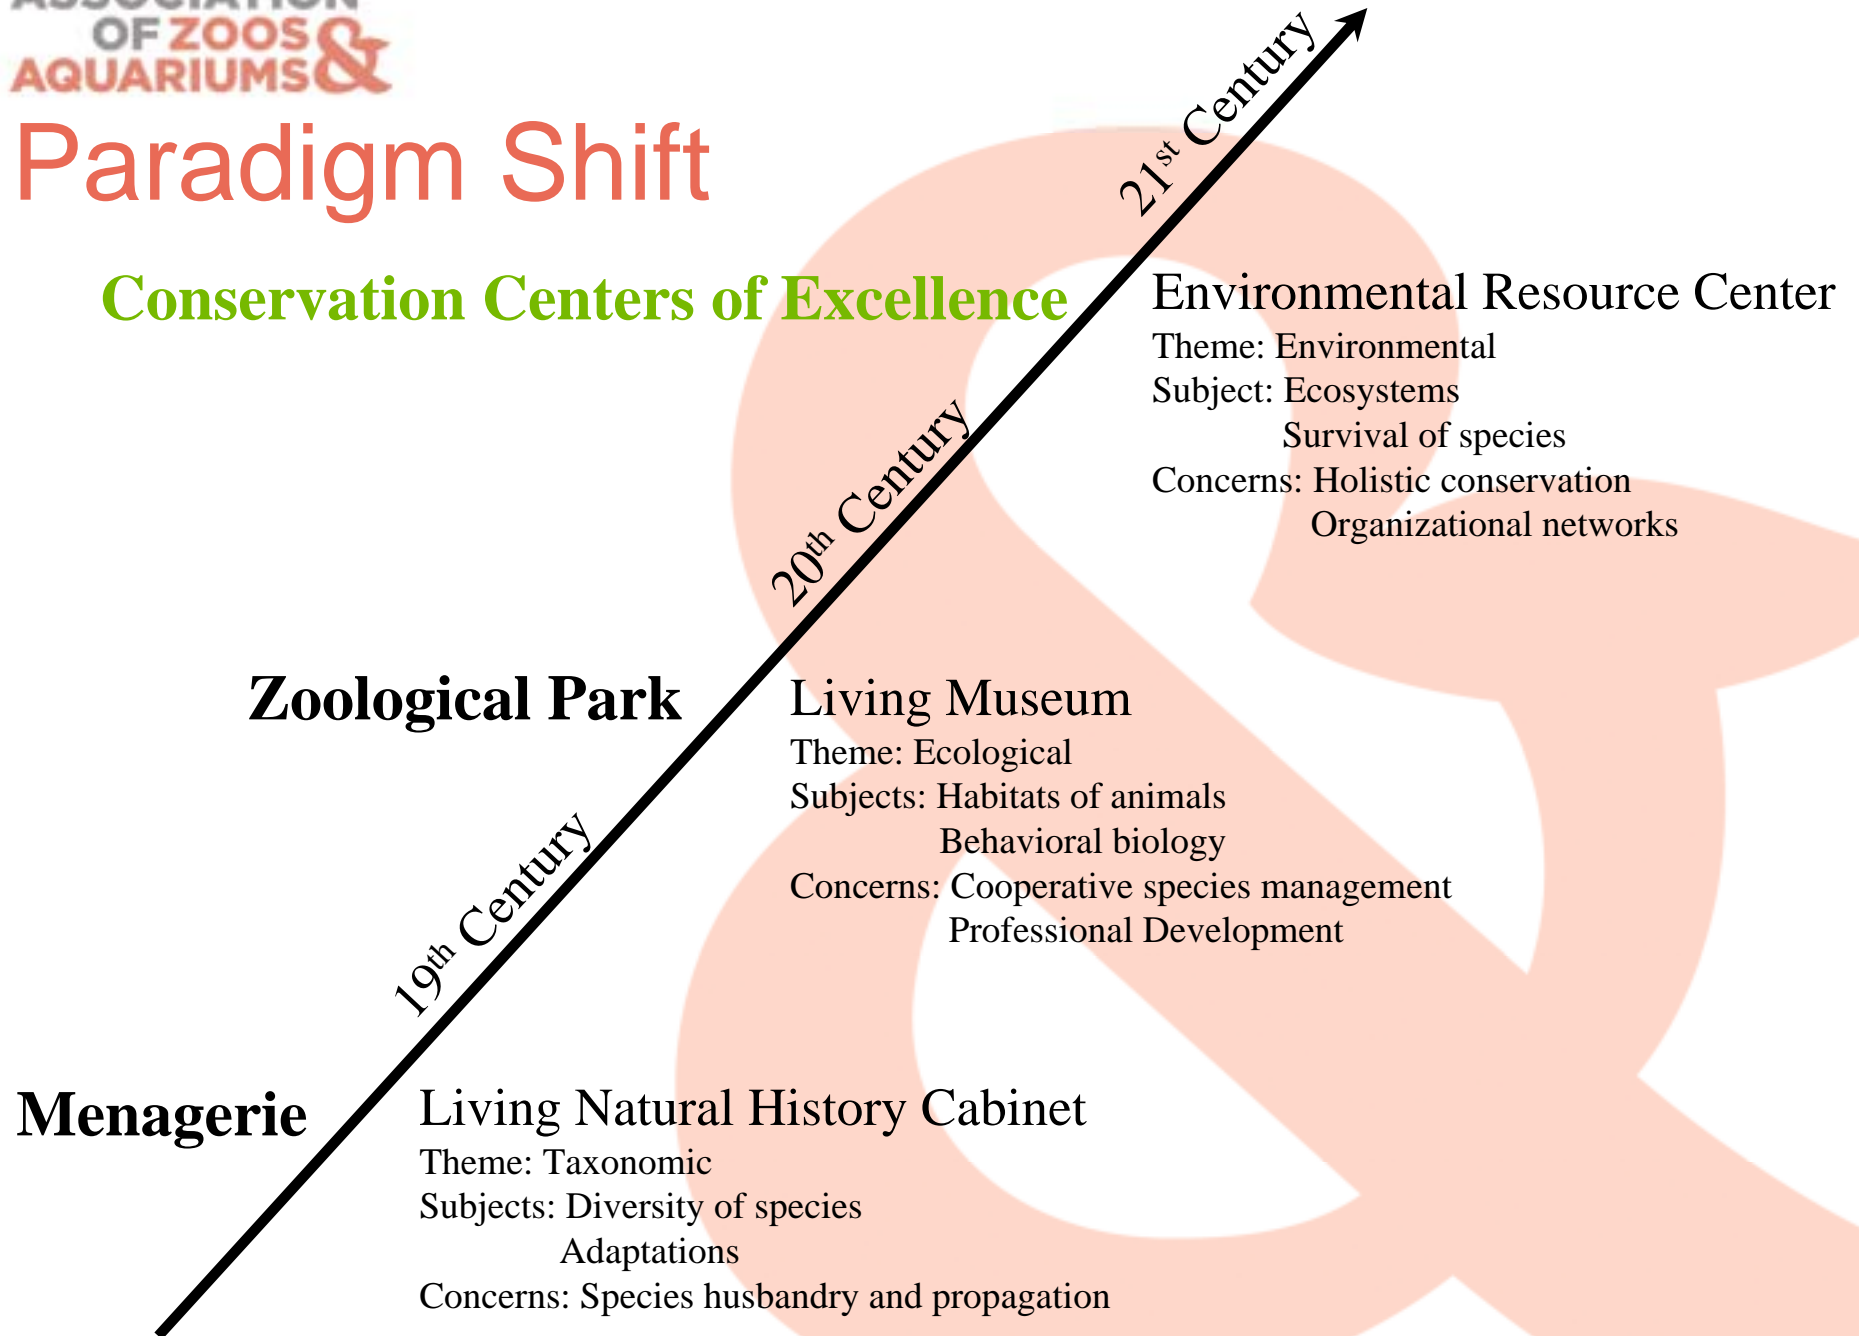 ASSOCIATION
OF ZOOS &
AQUARIUMS
Paradigm Shift
21st Century
Conservation Centers of Excellence
Environmental Resource Center
Theme: Environmental
Subject: Ecosystems
Survival of species
Concerns: Holistic conservation
Organizational networks
20th Century
Zoological Park
Living Museum
Theme: Ecological
Subjects: Habitats of animals
Behavioral biology
Concerns: Cooperative species management
Professional Development
19th Century
Menagerie
Living Natural History Cabinet
Theme: Taxonomic
Subjects: Diversity of species
Adaptations
Concerns: Species husbandry and propagation